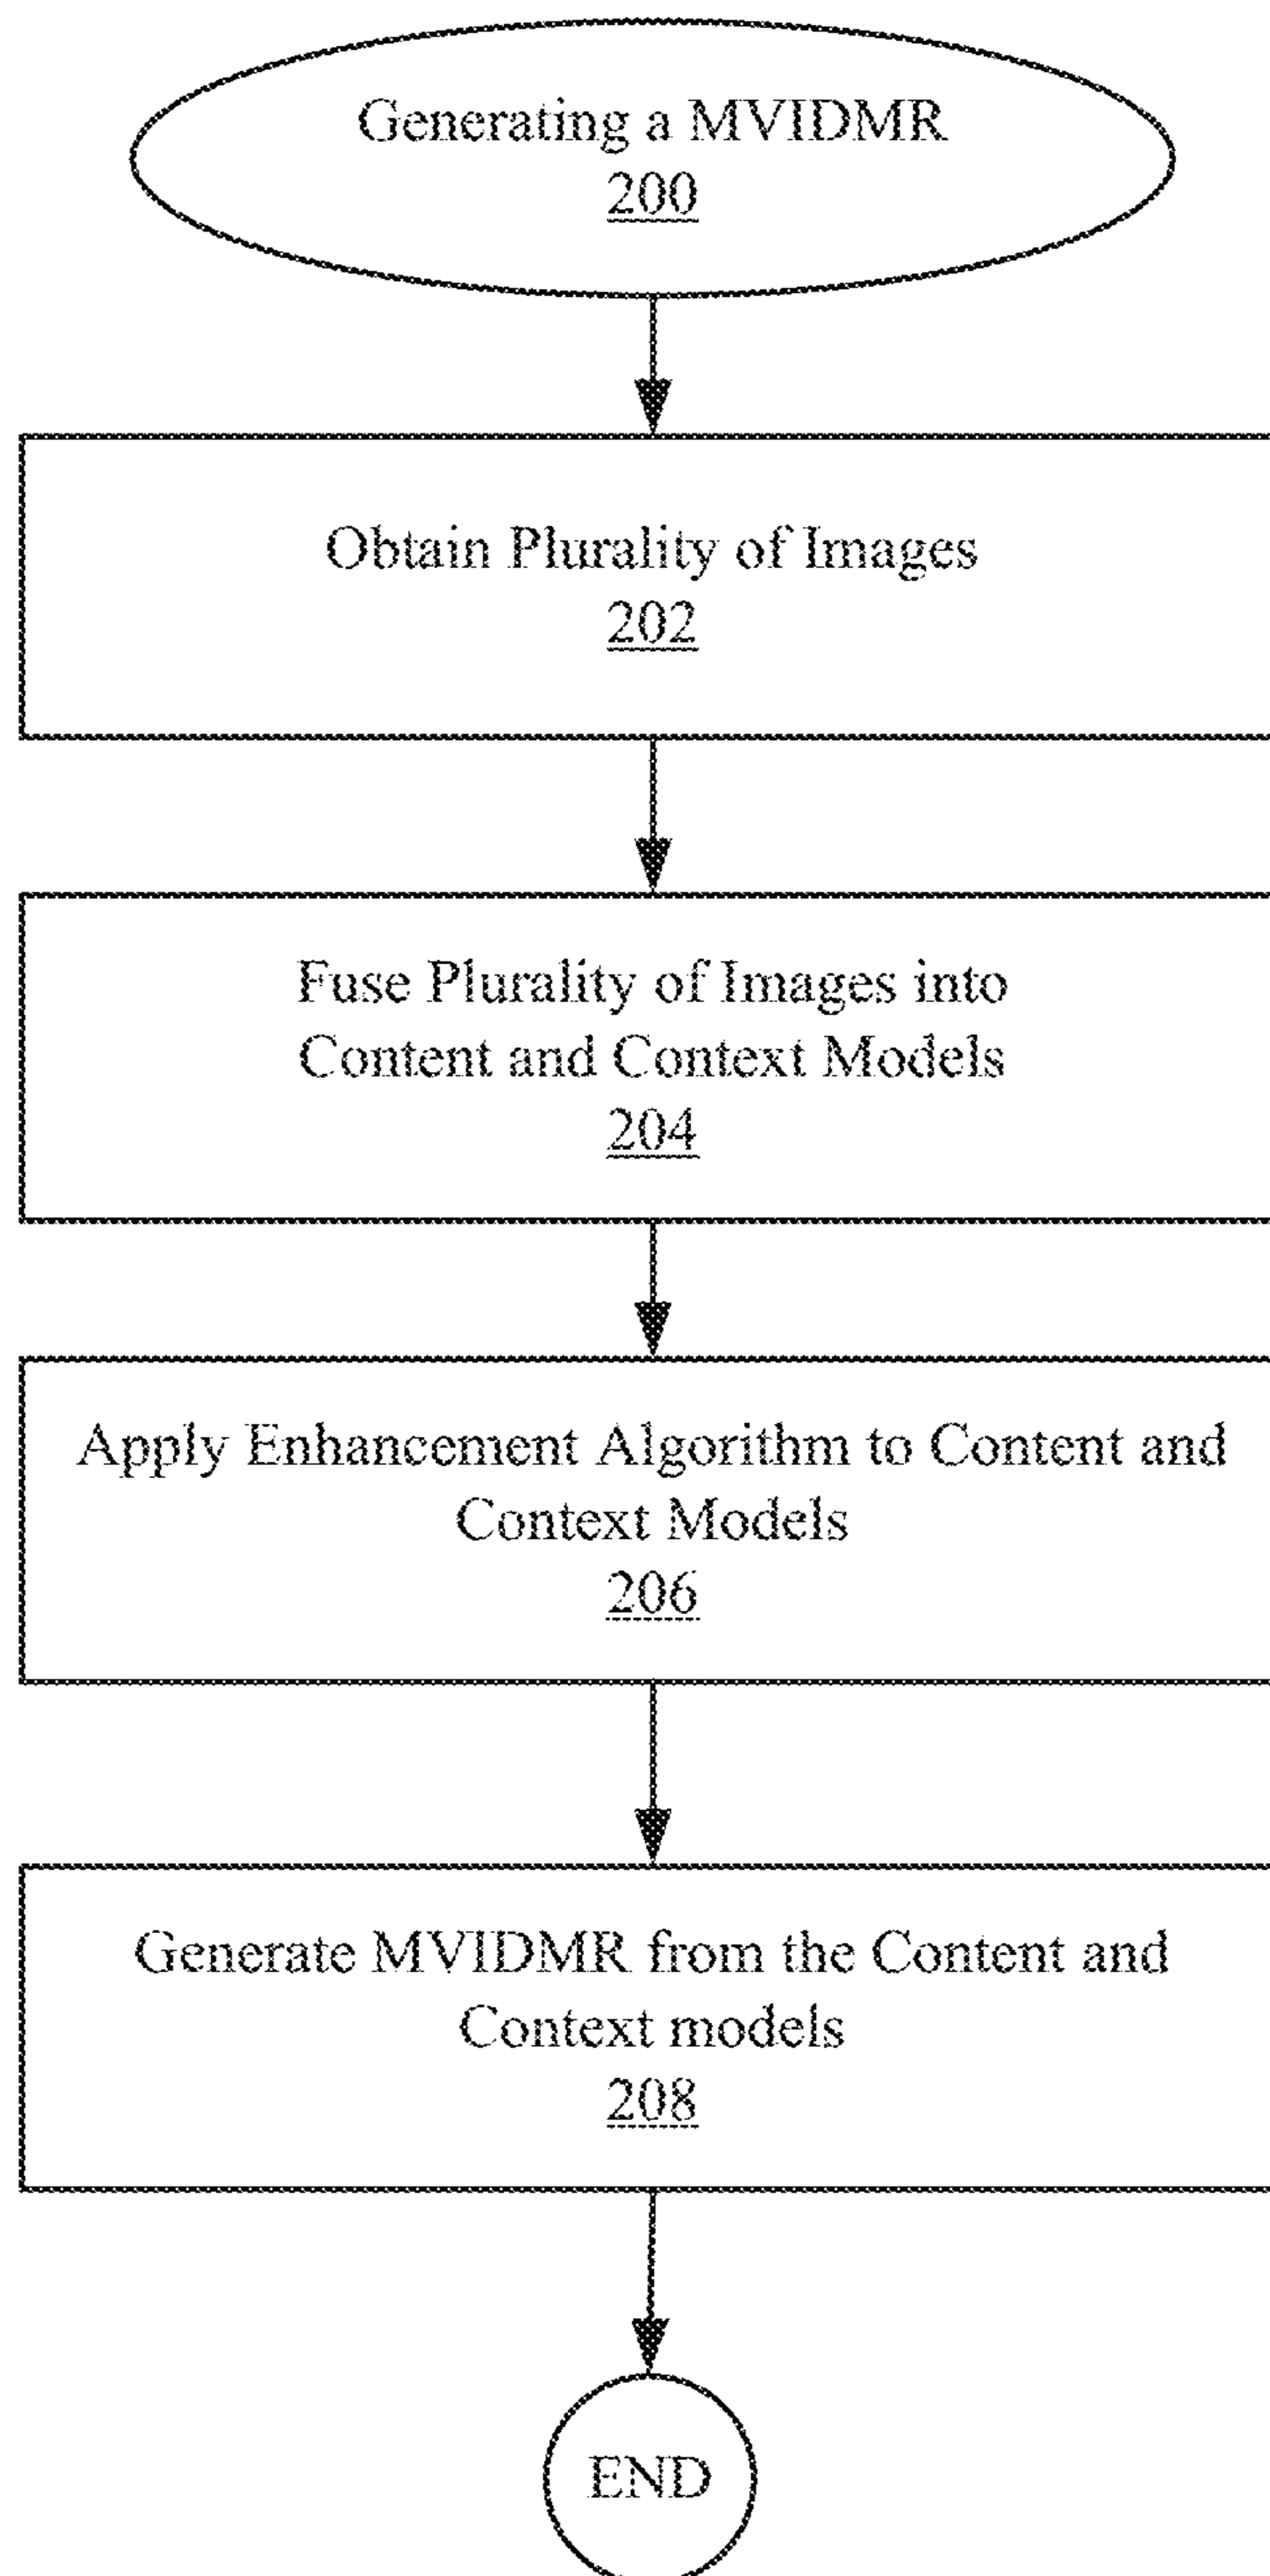 Generating a MVIDMR
200
Obtain Plurality of Images
202
Fuse Plurality of Images into
Content and Context Models
204
Apply Enhancement Algorithm to Content and
Context Models
206
Generate MVIDMR from the Content and
Context models
208
END